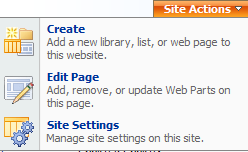 Site Actions
Create
Add a new library, list, or web page to
this website.
Edit Page
Add, remove, or update Web Parts on
this page.
Site Settings
Manage site settings on this site.